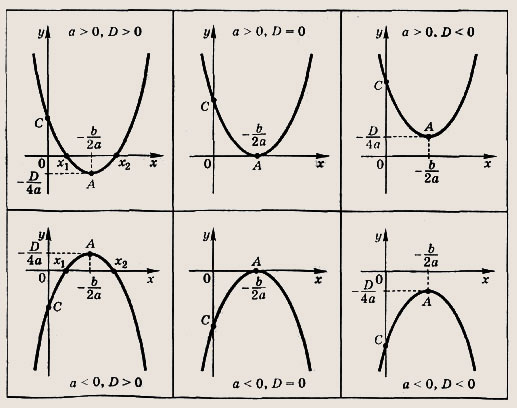 y a > 0, D > 0
C
-b/2a
0 x₁ x₂ x
-D/4a A
y a > 0, D = 0
C
-b/2a
0 A x
y a > 0, D < 0
C
A
-D/4a
0 -b/2a x
y
A
-D/4a x₁ x₂
0 -b/2a x
C
a < 0, D > 0
y
A
0 -b/2a x
C
a < 0, D = 0
y
-b/2a
0 x
-D/4a A
C
a < 0, D < 0